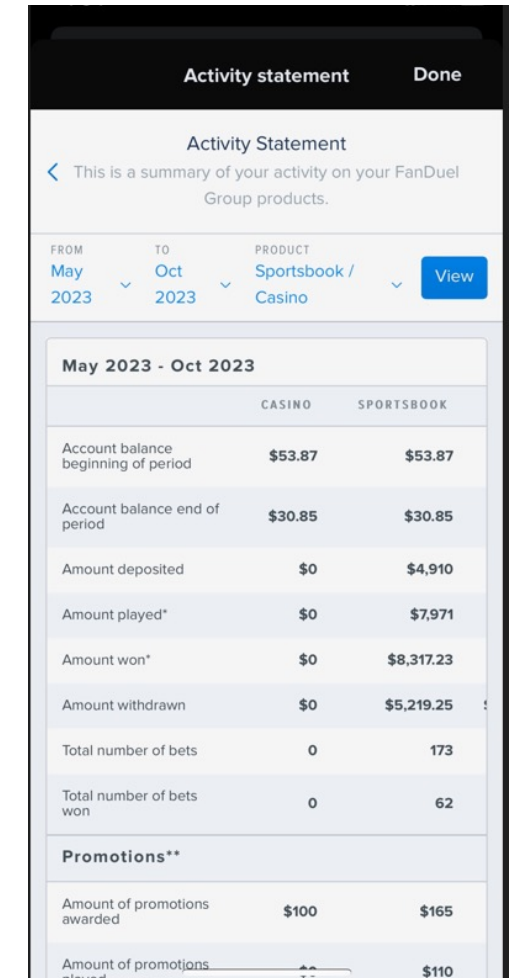 Activity statement Done
Activity Statement
This is a summary of your activity on your FanDuel
Group products.
FROM TO PRODUCT
May Oct Sportsbook / View
2023 2023 Casino
May 2023 - Oct 2023
CASINO SPORTSBOOK
Account balance
beginning of period $53.87 $53.87
Account balance end of
period $30.85 $30.85
Amount deposited $0 $4,910
Amount played* $0 $7,971
Amount won* $0 $8,317.23
Amount withdrawn $0 $5,219.25
Total number of bets 0 173
Total number of bets
won 0 62
Promotions**
Amount of promotions
awarded $100 $165
Amount of promotions
$110